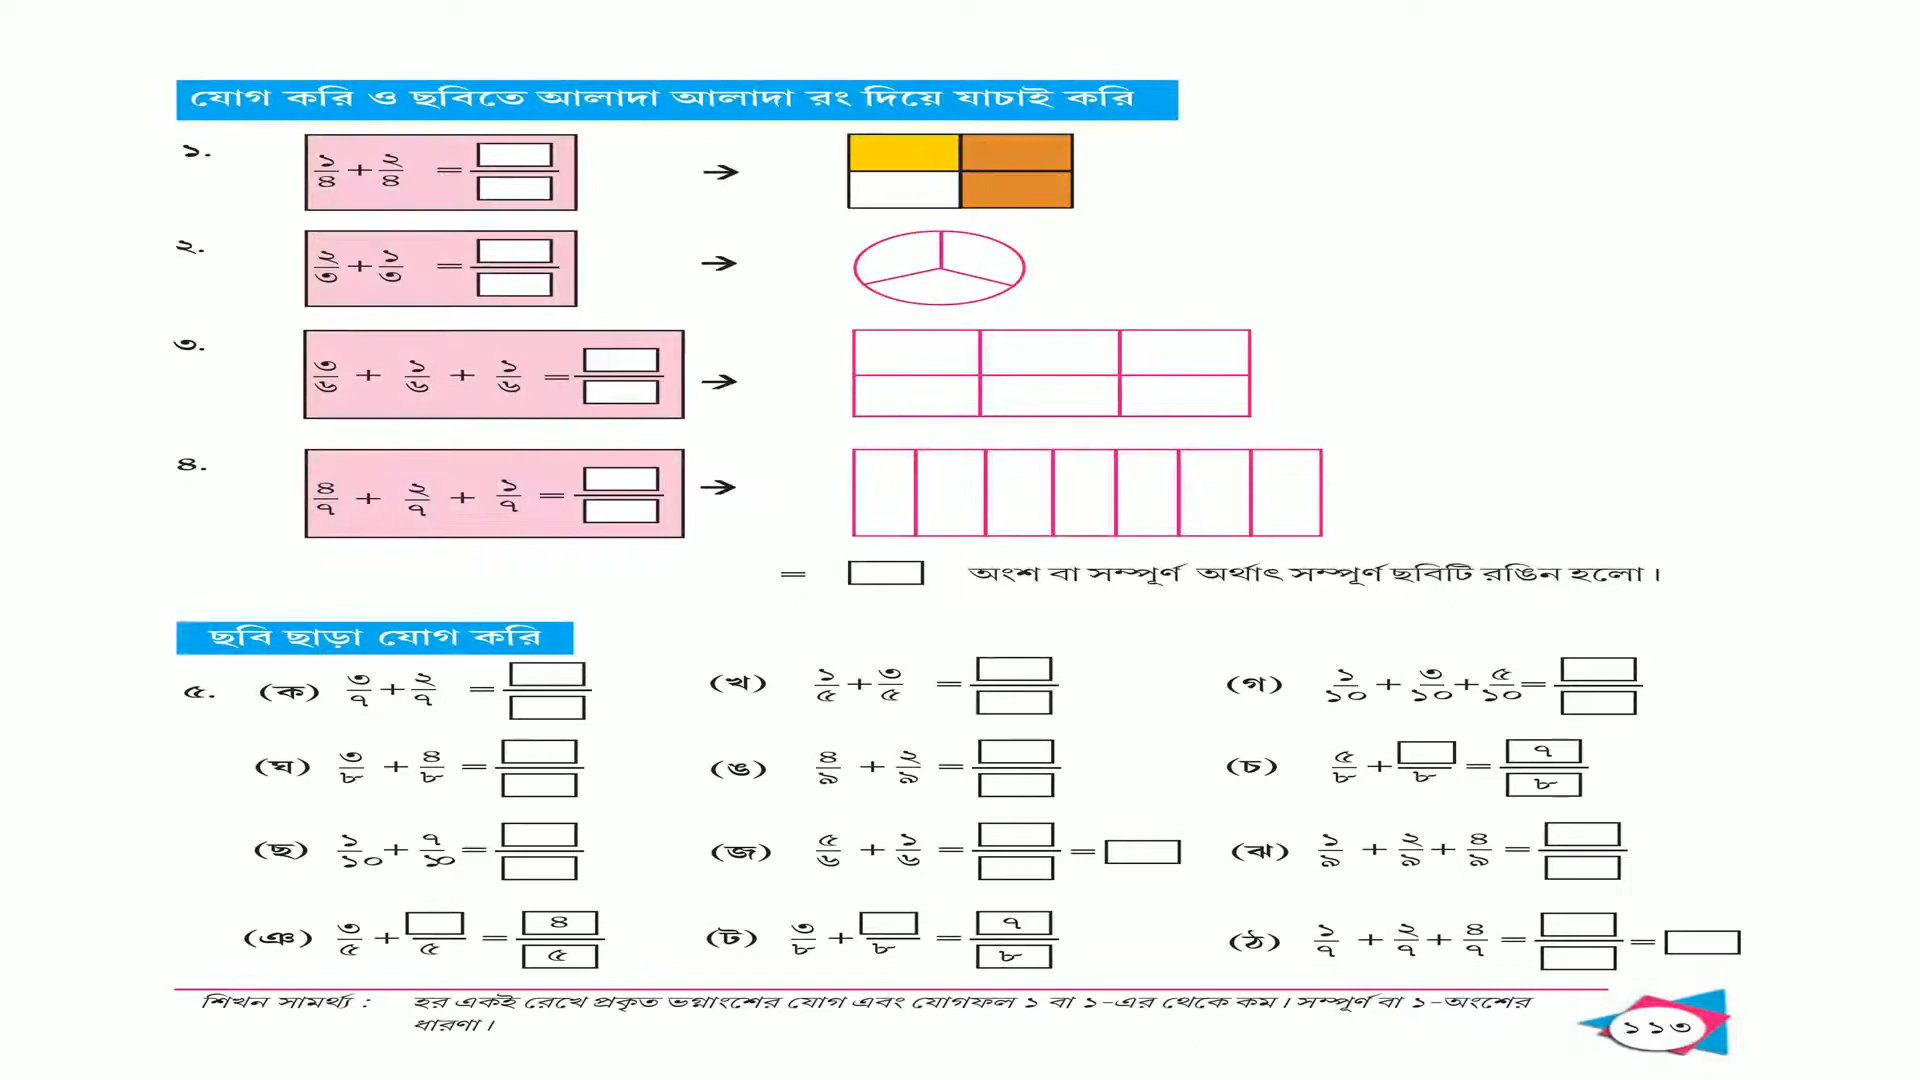 যোগ করি ও ছবিতে আলাদা আলাদা রং দিয়ে যাচাই করি
১. ১/৪ + ২/৪ = →
২. ২/৩ + ১/৩ = →
৩. ৩/৬ + ১/৬ + ১/৬ = →
৪. ৪/৭ + ২/৭ + ১/৭ = →
= অংশ বা সম্পূর্ণ অর্থাৎ সম্পূর্ণ ছবিটি রঙিন হলো।
ছবি ছাড়া যোগ করি
৫. (ক) ৩/৭ + ২/৭ = (খ) ১/৫ + ৩/৫ = (গ) ১/১০ + ৩/১০ + ৫/১০ =
(ঘ) ৩/৮ + ৪/৮ = (ঙ) ৪/৯ + ২/৯ = (চ) ৫/৮ + /৮ = ৭/৮
(ছ) ১/১০ + ৭/১০ = (জ) ৫/৬ + ১/৬ = = (ঝ) ১/৯ + ২/৯ + ৪/৯ =
(ঞ) ৩/৫ + /৫ = ৪/৫ (ট) ৩/৮ + /৮ = ৭/৮ (ঠ) ১/৭ + ২/৭ + ৪/৭ = =
শিখন সামর্থ্য : হর একই রেখে প্রকৃত ভগ্নাংশের যোগ এবং যোগফল ১ বা ১-এর থেকে কম। সম্পূর্ণ বা ১-অংশের
ধারণা।
১১৩